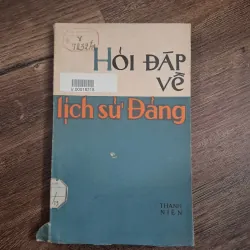 V
HỎI ĐÁP
VỀ
lịch sử Đảng
THANH
NIÊN